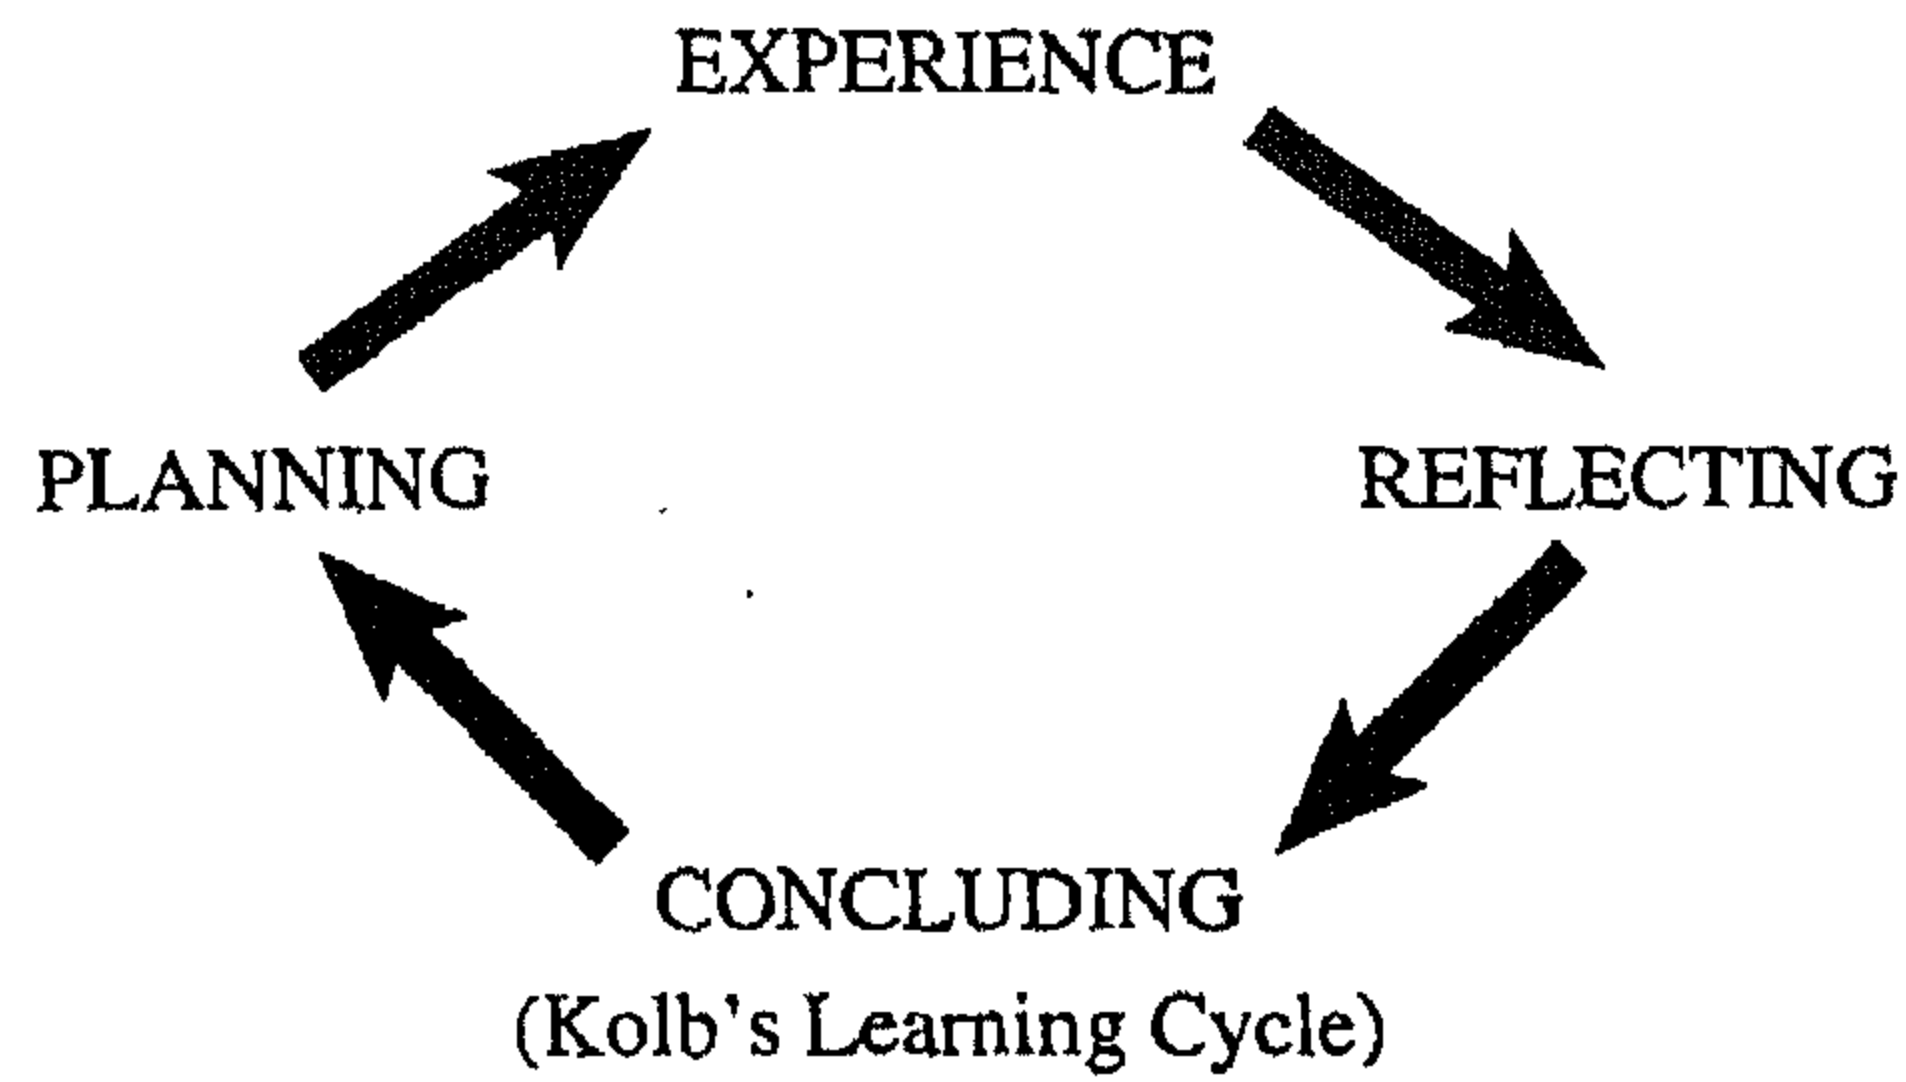 EXPERIENCE
PLANNING
REFLECTING
CONCLUDING
(Kolb's Learning Cycle)